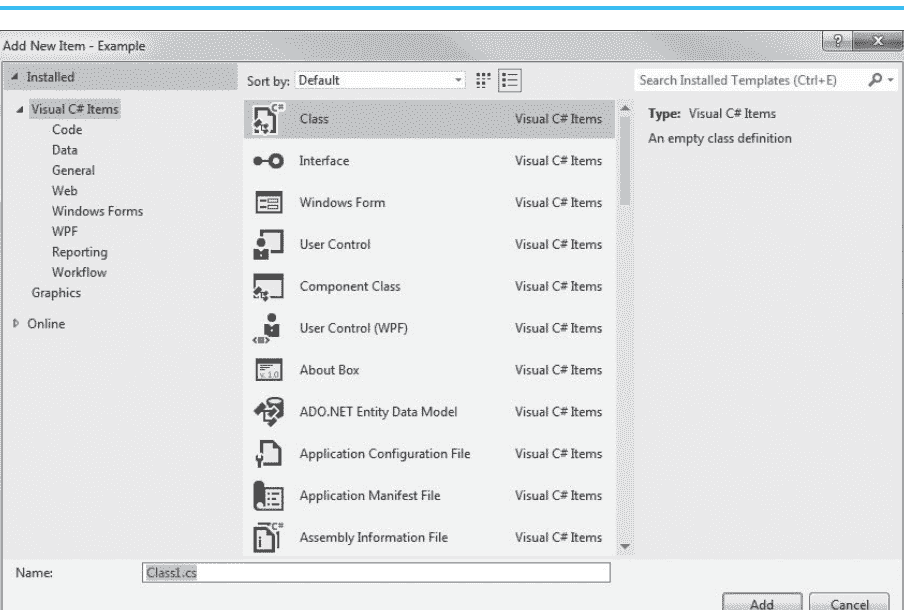 Add New Item - Example
?
Installed
Sort by: Default
Search Installed Templates (Ctrl+E)
Visual C# Items
Code
Data
General
Web
Windows Forms
WPF
Reporting
Workflow
Graphics
Online
C# Class Visual C# Items
Interface Visual C# Items
Windows Form Visual C# Items
User Control Visual C# Items
Component Class Visual C# Items
User Control (WPF) Visual C# Items
v. 1.0 About Box Visual C# Items
ADO.NET Entity Data Model Visual C# Items
Application Configuration File Visual C# Items
Application Manifest File Visual C# Items
C# Assembly Information File Visual C# Items
Type: Visual C# Items
An empty class definition
Name: Class1.cs
Add Cancel